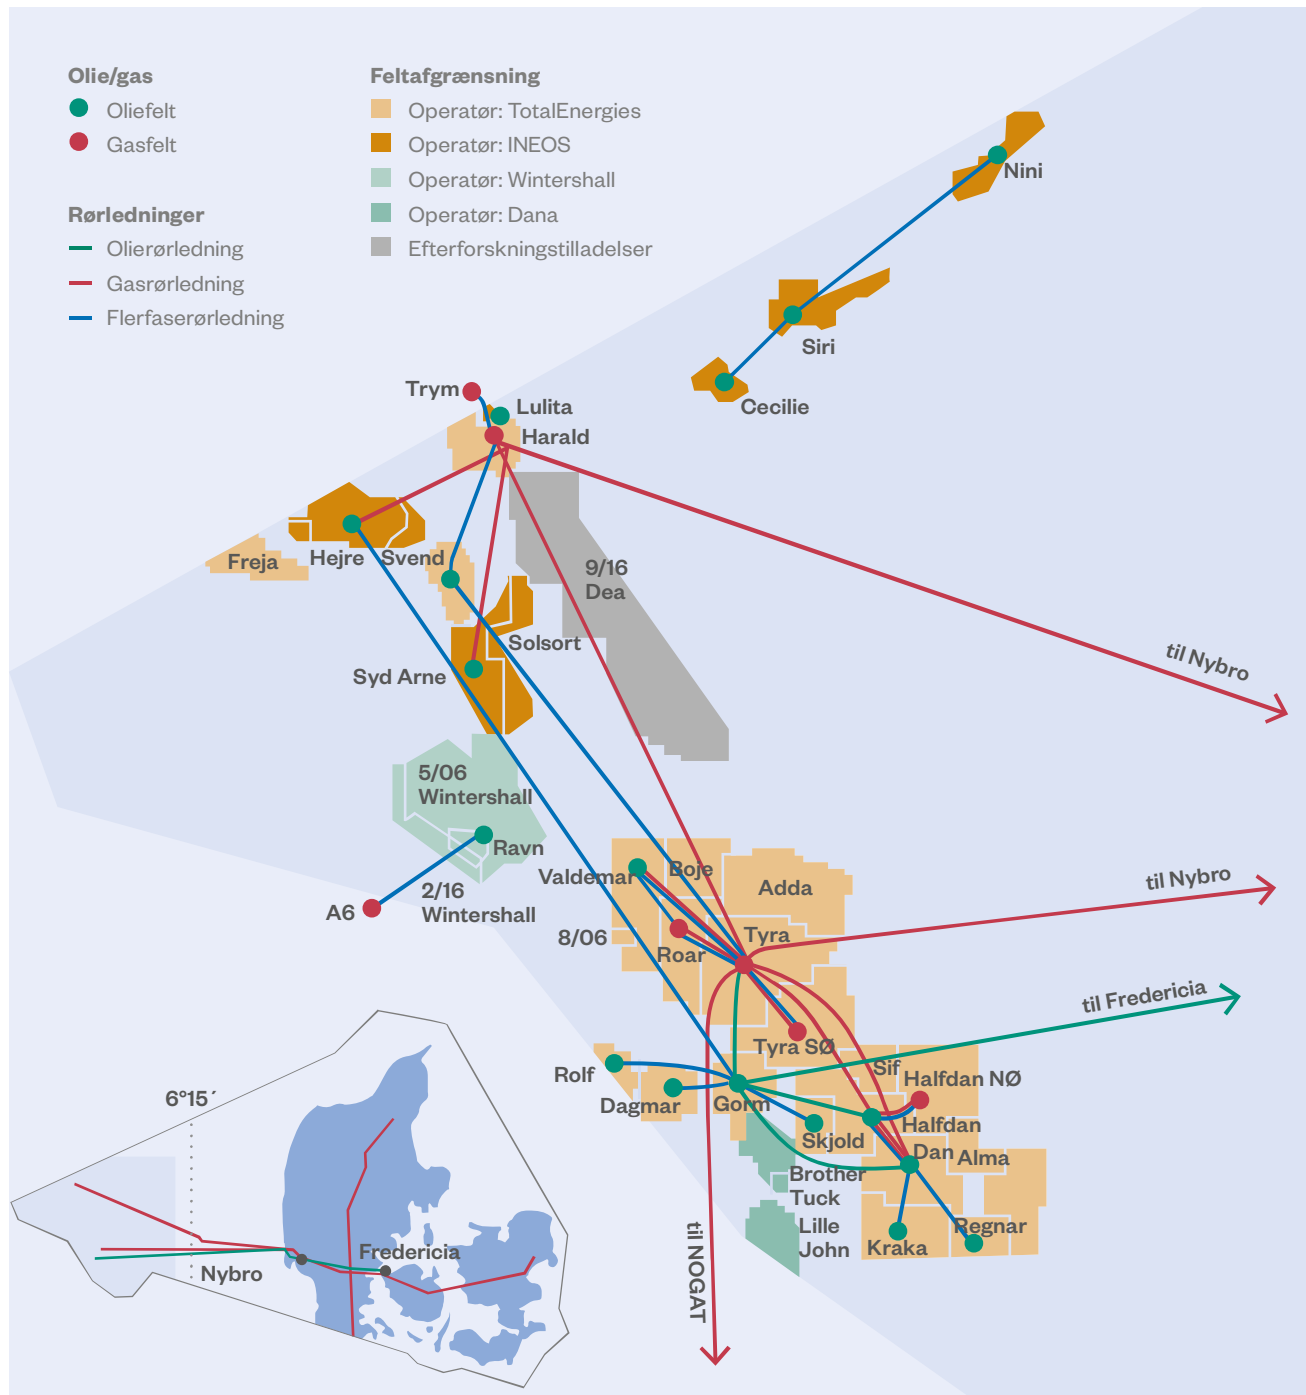 Olie/gas
Oliefelt
Gasfelt
Rørledninger
Olierørledning
Gasrørledning
Flerfaserørledning
Feltafgrænsning
Operatør: TotalEnergies
Operatør: INEOS
Operatør: Wintershall
Operatør: Dana
Efterforskningstilladelser
Nini
Siri
Cecilie
Trym
Lulita
Harald
Freja
Hejre
Svend
9/16
Dea
Solsort
Syd Arne
til Nybro
5/06
Wintershall
Ravn
2/16
Wintershall
A6
Valdemar
Boje
Adda
til Nybro
8/06
Roar
Tyra
til Fredericia
Tyra SØ
Rolf
Dagmar
Gorm
Sif
Halfdan NØ
Halfdan
Skjold
Dan
Alma
Brother
Tuck
Lille
John
Kraka
Regnar
til NOGAT
6°15´
Nybro
Fredericia